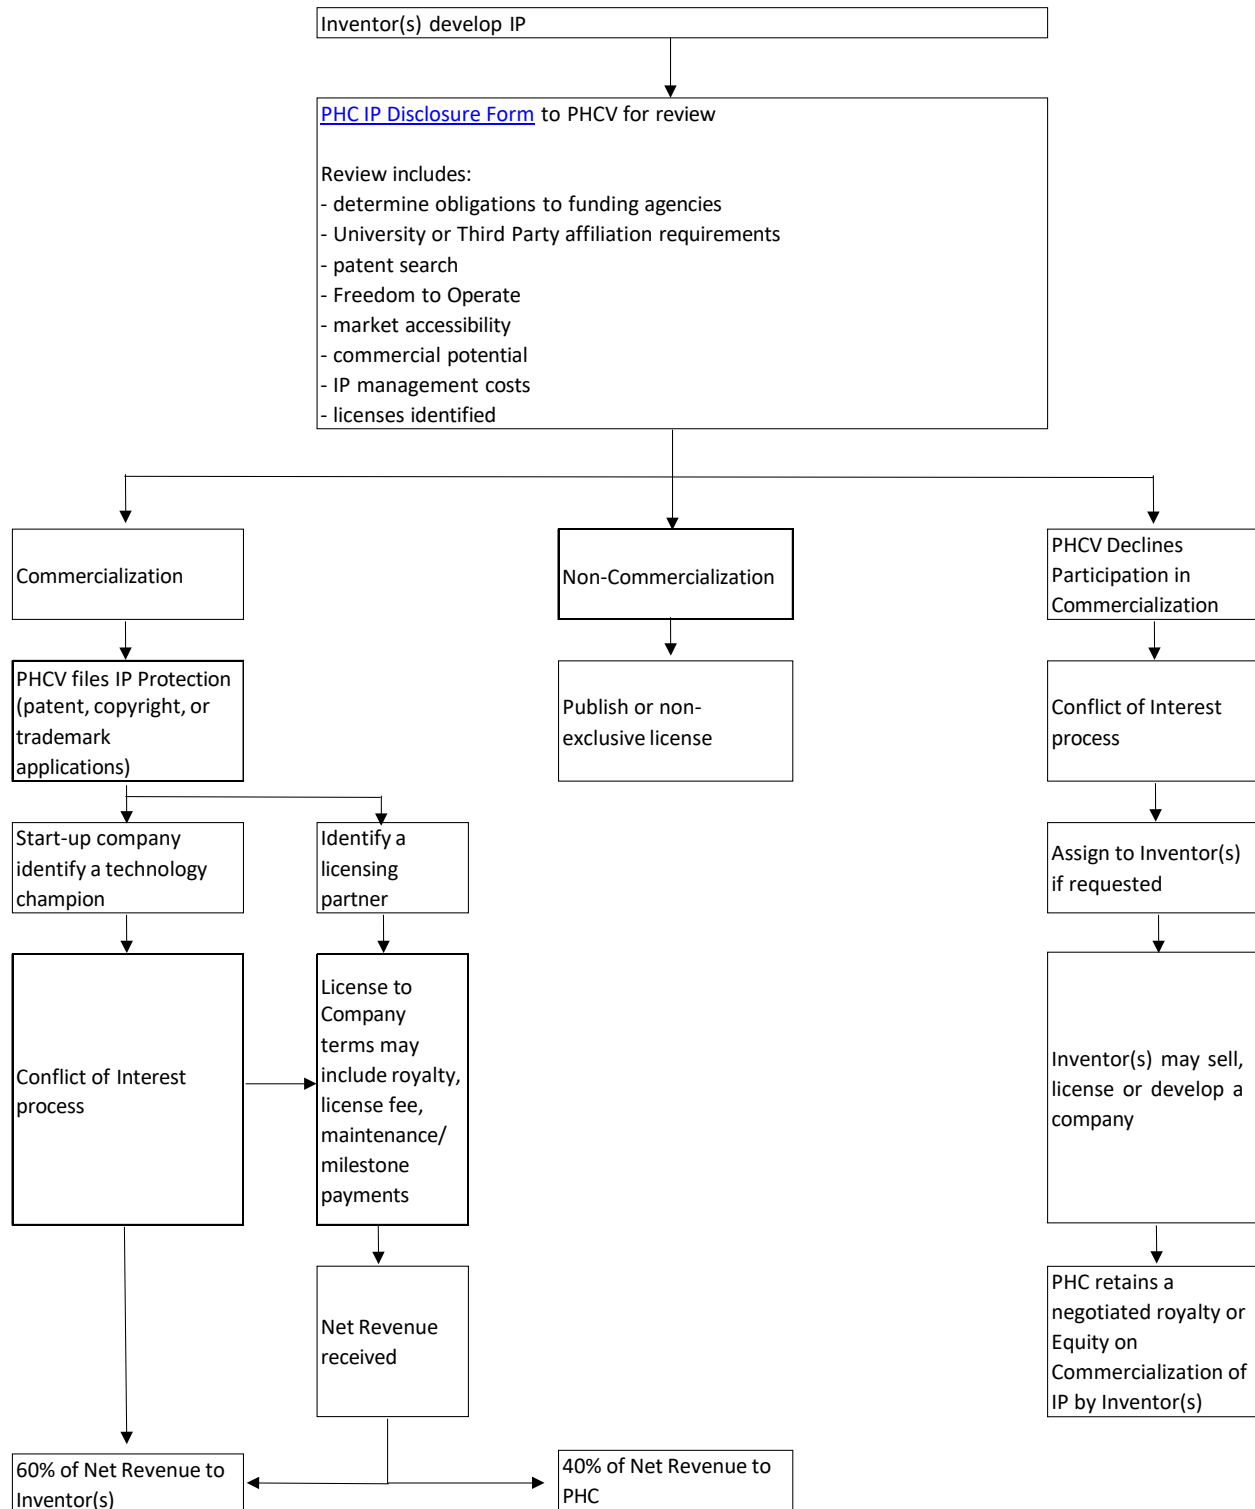 Inventor(s) develop IP
PHC IP Disclosure Form to PHCV for review
Review includes:
- determine obligations to funding agencies
- University or Third Party affiliation requirements
- patent search
- Freedom to Operate
- market accessibility
- commercial potential
- IP management costs
- licenses identified
Commercialization
Non-Commercialization
PHCV Declines
Participation in
Commercialization
PHCV files IP Protection
(patent, copyright, or
trademark
applications)
Publish or non-
exclusive license
Conflict of Interest
process
Start-up company
identify a technology
champion
Identify a
licensing
partner
Assign to Inventor(s)
if requested
Conflict of Interest
process
License to
Company
terms may
include royalty,
license fee,
maintenance/
milestone
payments
Inventor(s) may sell,
license or develop a
company
Net Revenue
received
PHC retains a
negotiated royalty or
Equity on
Commercialization of
IP by Inventor(s)
60% of Net Revenue to
Inventor(s)
40% of Net Revenue to
PHC